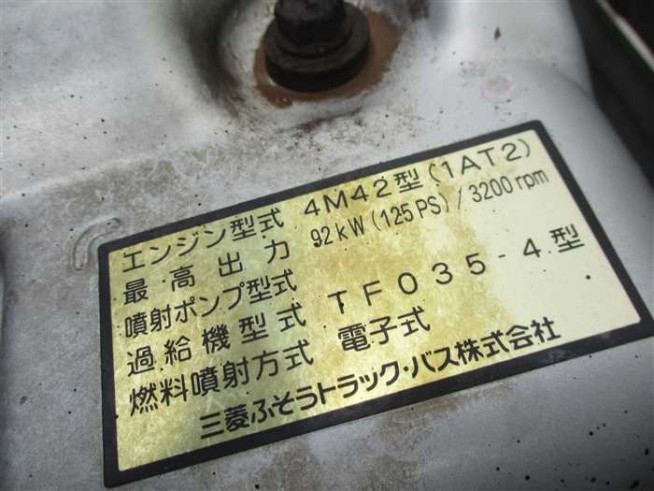 エンジン型式 4M42型(1AT2)
最高出力 92kW(125PS)/3200rpm
噴射ポンプ型式
過給機型式 TF035-4型
燃料噴射方式 電子式
三菱ふそうトラック・バス株式会社